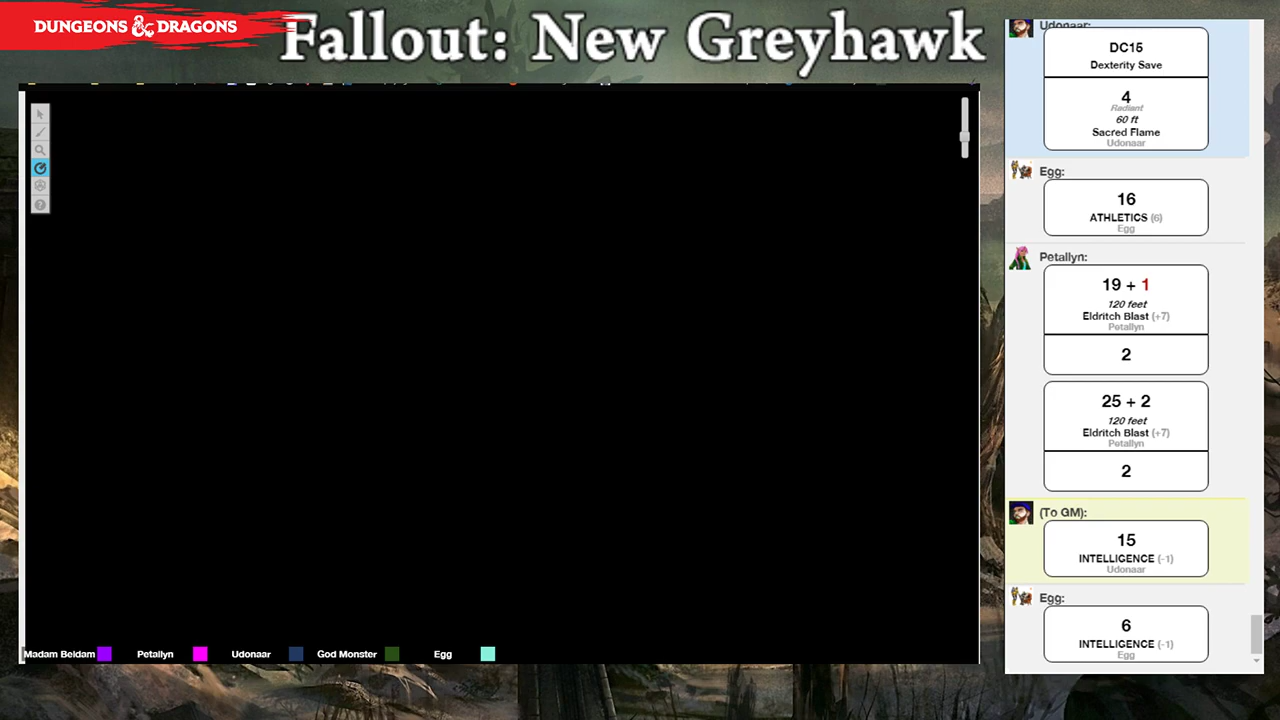 DUNGEONS & DRAGONS
Fallout: New Greyhawk
Udonaar:
DC15
Dexterity Save
4
Radiant
60 ft
Sacred Flame
Udonaar
Egg:
16
ATHLETICS (6)
Egg
Petallyn:
19 + 1
120 feet
Eldritch Blast (+7)
Petallyn
2
25 + 2
120 feet
Eldritch Blast (+7)
Petallyn
2
(To GM):
15
INTELLIGENCE (-1)
Udonaar
Egg:
6
INTELLIGENCE (-1)
Egg
Madam Beldam Petallyn Udonaar God Monster Egg